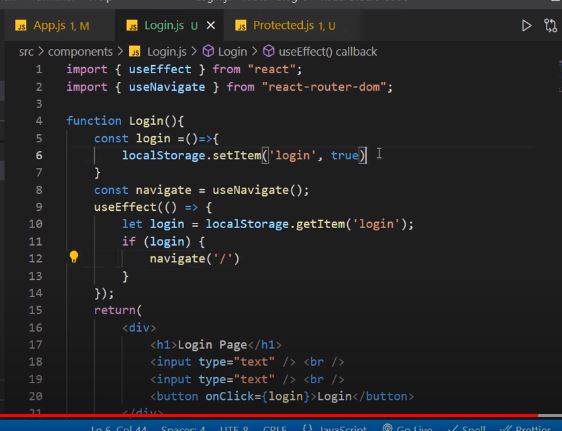 App.js 1, M
Login.js U
Protected.js 1, U
src > components > Login.js > Login > useEffect() callback
1 import { useEffect } from "react";
2 import { useNavigate } from "react-router-dom";
3
4 function Login(){
5 const login =()=>{
6 localStorage.setItem('login', true)
7 }
8 const navigate = useNavigate();
9 useEffect(() => {
10 let login = localStorage.getItem('login');
11 if (login) {
12 navigate('/')
13 }
14 });
15 return(
16 <div>
17 <h1>Login Page</h1>
18 <input type="text" /> <br />
19 <input type="text" /> <br />
20 <button onClick={login}>Login</button>
21 </div>
Ln 6, Col 44 Spaces: 4 UTF-8 CRLF {} JavaScript Go Live Spell Prettier